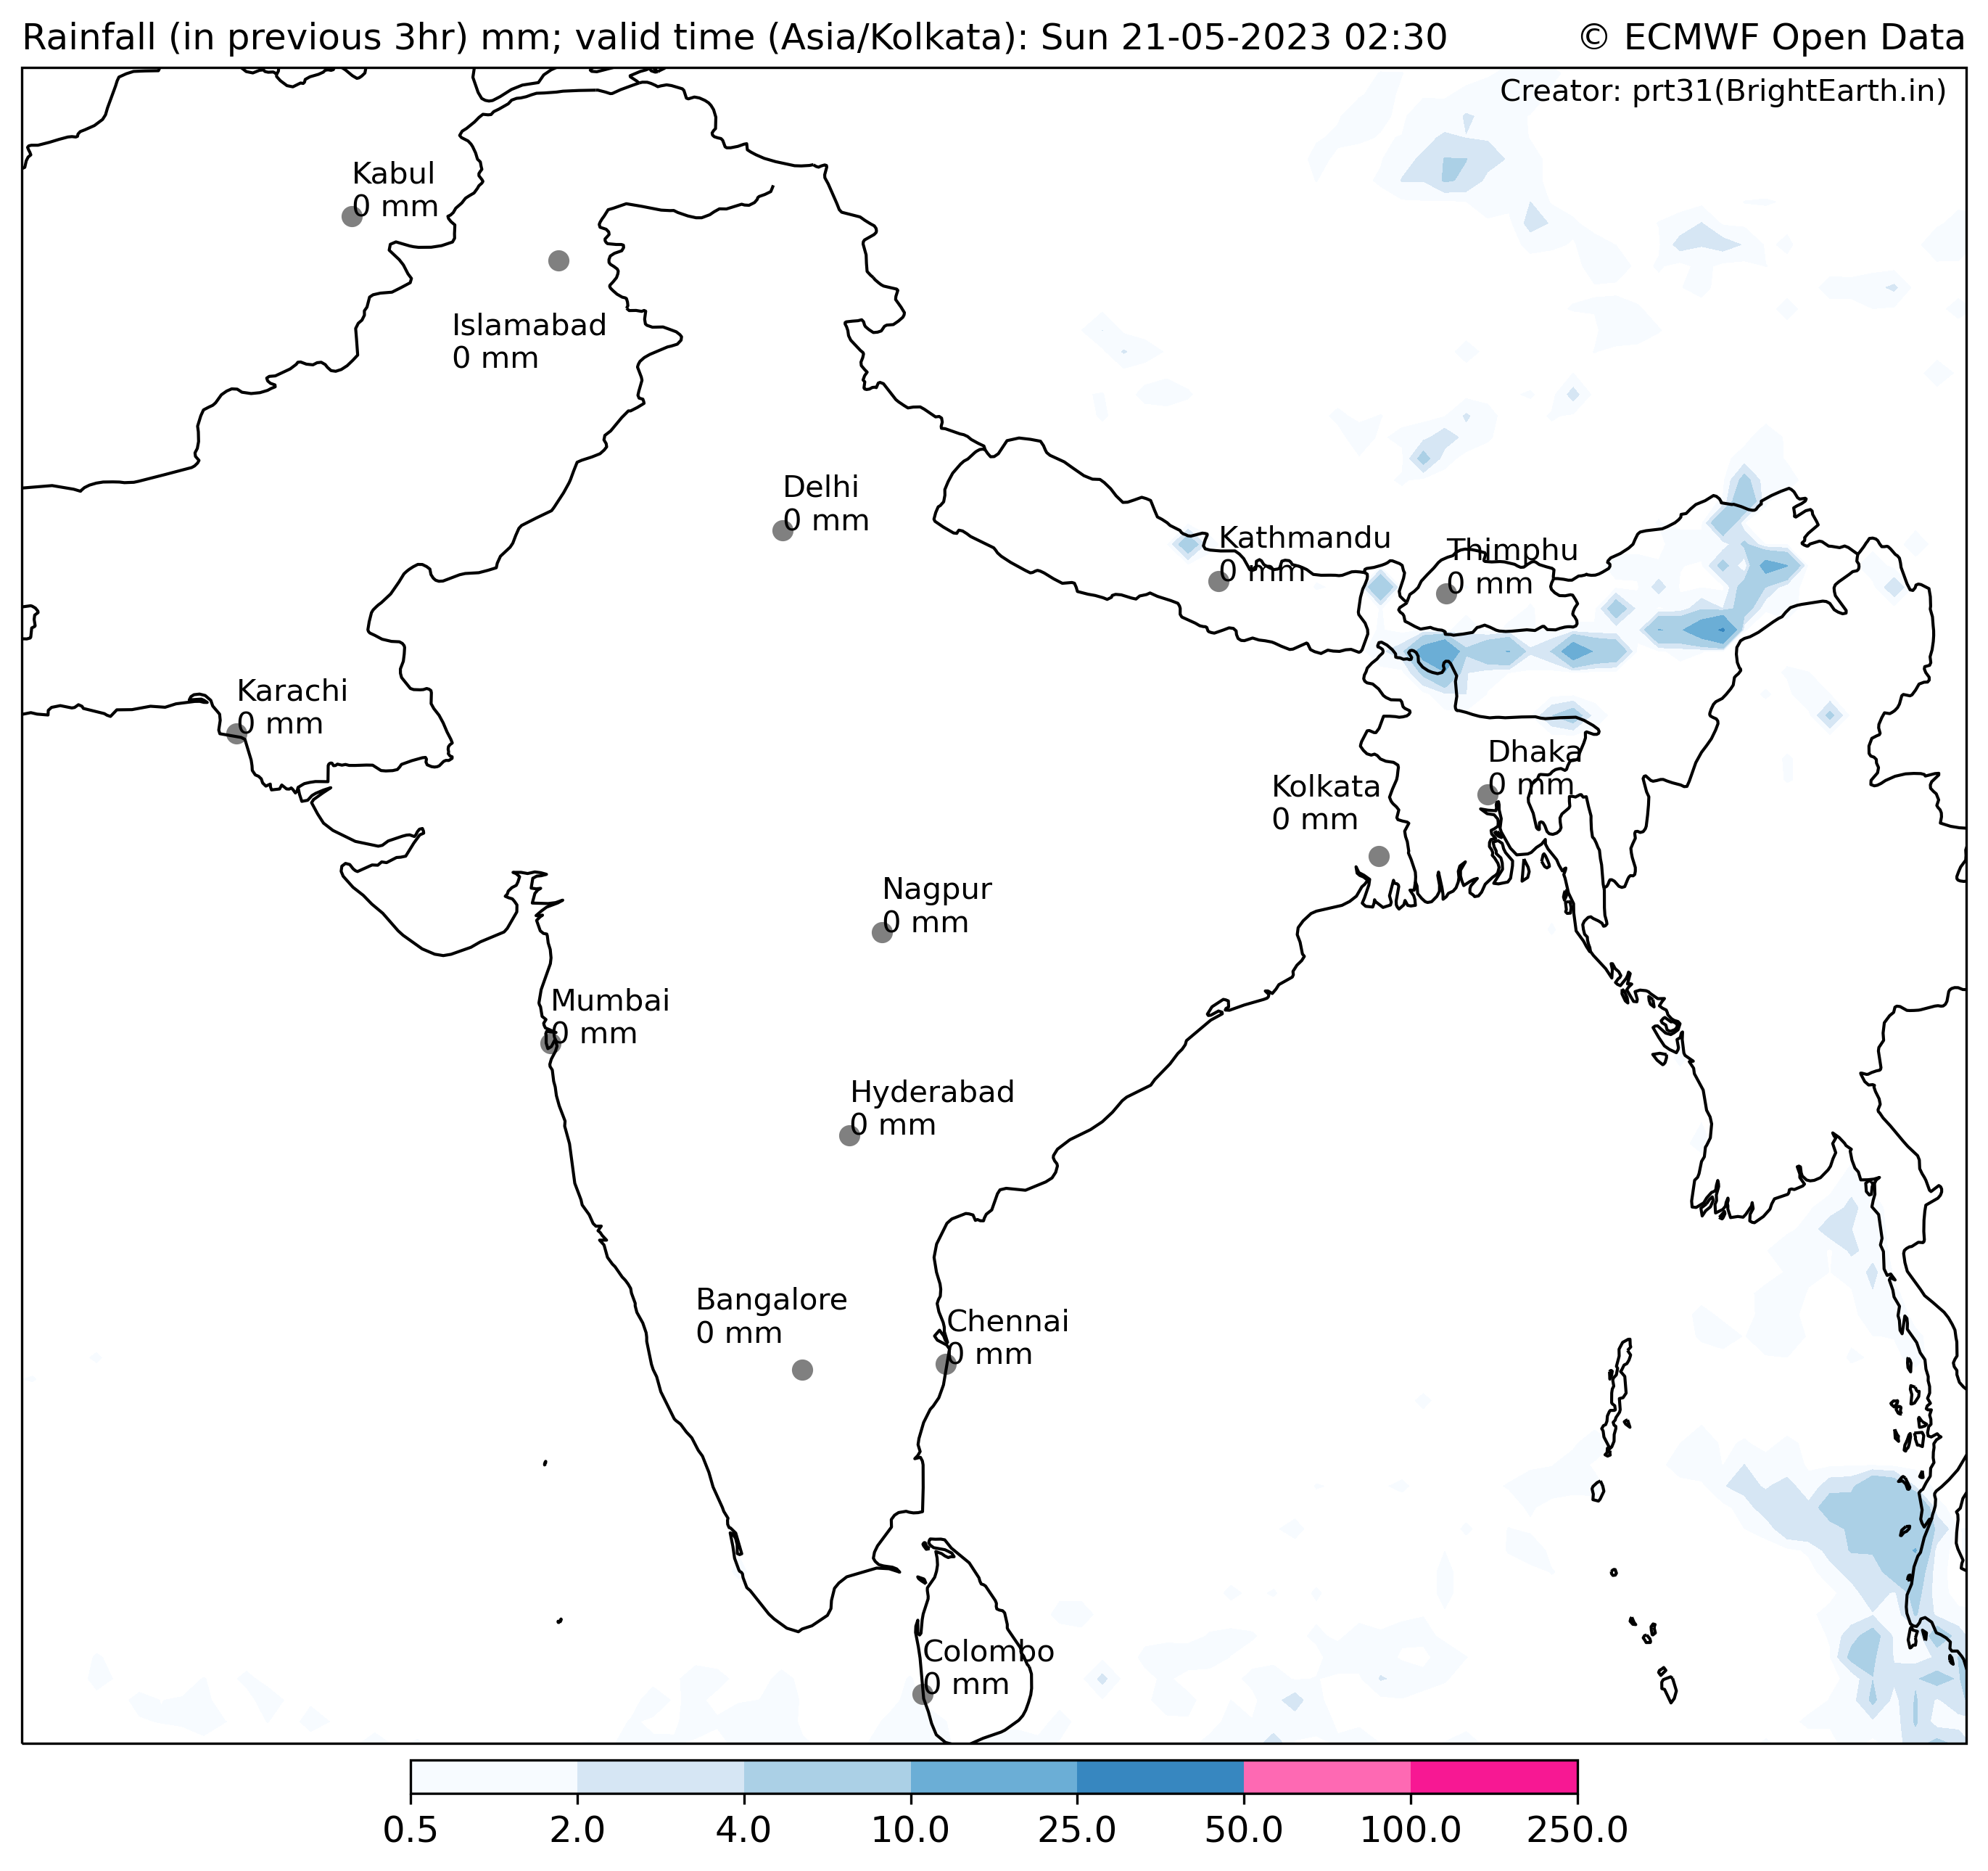 Rainfall (in previous 3hr) mm; valid time (Asia/Kolkata): Sun 21-05-2023 02:30
© ECMWF Open Data
Creator: prt31(BrightEarth.in)
Kabul
0 mm
Islamabad
0 mm
Delhi
0 mm
Kathmandu
0 mm
Thimphu
0 mm
Karachi
0 mm
Dhaka
0 mm
Kolkata
0 mm
Nagpur
0 mm
Mumbai
0 mm
Hyderabad
0 mm
Bangalore
0 mm
Chennai
0 mm
Colombo
0 mm
0.5 2.0 4.0 10.0 25.0 50.0 100.0 250.0